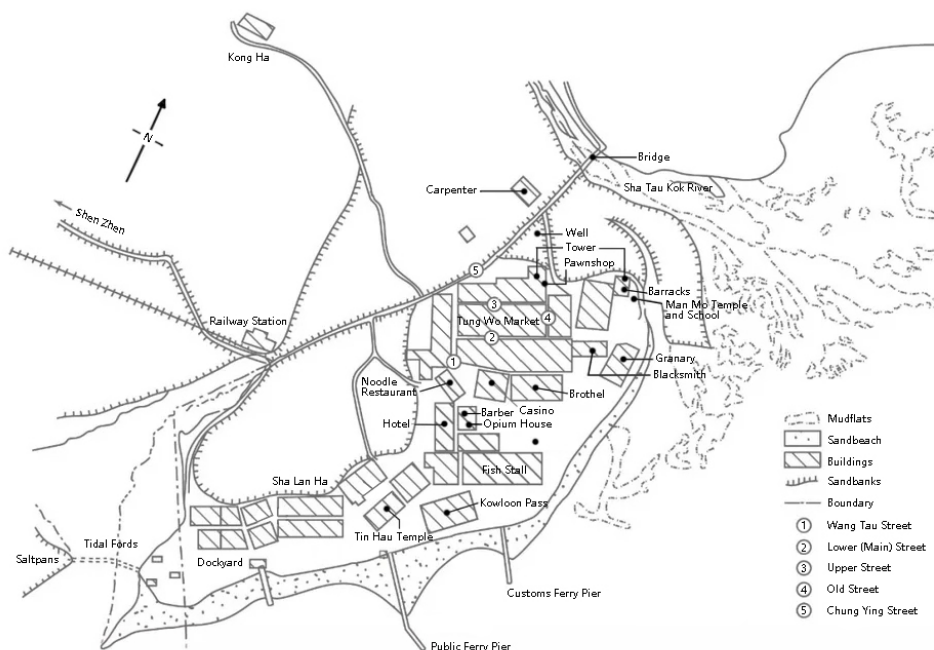 Kong Ha
N
Bridge
Sha Tau Kok River
Carpenter
Shen Zhen
Well
Tower
Pawnshop
5
Barracks
Man Mo Temple
and School
3
Tung Wo Market
4
Railway Station
2
1
Granary
Blacksmith
Noodle
Restaurant
Casino
Brothel
Barber
Hotel
Opium House
Fish Stall
Sha Lan Ha
Kowloon Pass
Tin Hau Temple
Tidal Fords
Saltpans
Dockyard
Customs Ferry Pier
Public Ferry Pier
Mudflats
Sandbeach
Buildings
Sandbanks
Boundary
1 Wang Tau Street
2 Lower (Main) Street
3 Upper Street
4 Old Street
5 Chung Ying Street